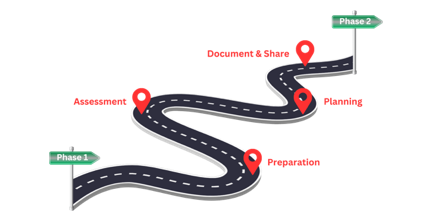 Phase 2
Document & Share
Assessment
Planning
Phase 1
Preparation